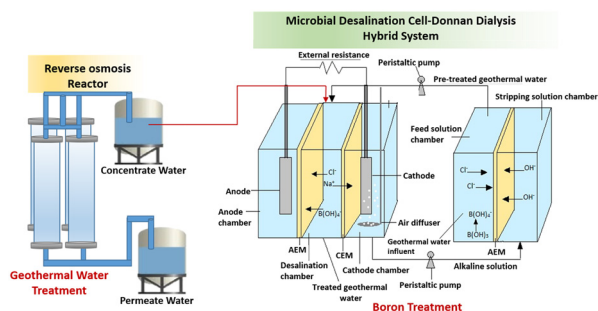 Microbial Desalination Cell-Donnan Dialysis
Hybrid System
Reverse osmosis
Reactor
External resistance
Peristaltic pump
Pre-treated geothermal water
Stripping solution chamber
Feed solution
chamber
Concentrate Water
Anode
Anode
chamber
Cl⁻
Na⁺
B(OH)₄⁻
Cathode
Air diffuser
Cl⁻
Cl⁻
B(OH)₄⁻
B(OH)₃
OH⁻
OH⁻
Geothermal water
influent
AEM
Desalination
chamber
CEM
Cathode chamber
Treated geothermal
water
AEM
Alkaline solution
Peristaltic pump
Geothermal Water
Treatment
Permeate Water
Boron Treatment